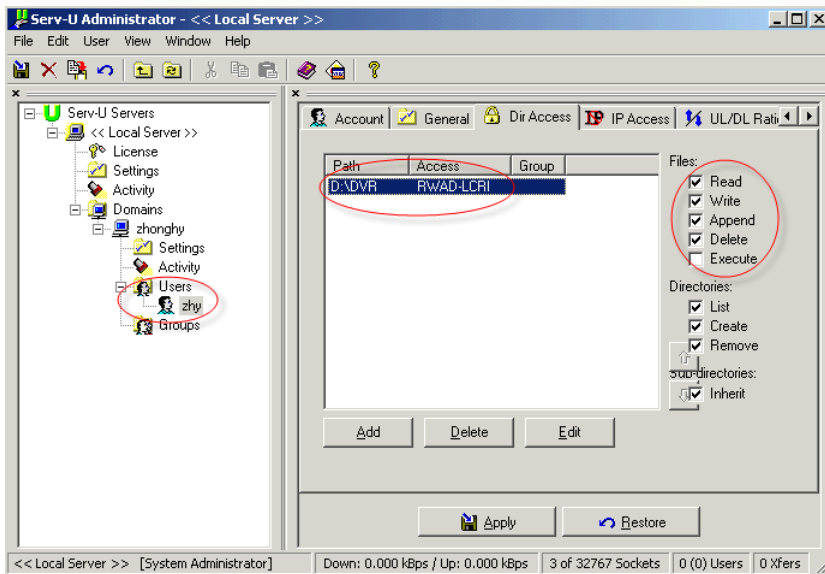 Serv-U Administrator - << Local Server >>
File Edit User View Window Help
Serv-U Servers
<< Local Server >>
License
Settings
Activity
Domains
zhonghy
Settings
Activity
Users
zhy
Groups
Account General Dir Access IP Access UL/DL Rati
Path Access Group
D:\DVR RWAD-LCRI
Files:
Read
Write
Append
Delete
Execute
Directories:
List
Create
Remove
Sub-directories:
Inherit
Add Delete Edit
Apply Restore
<< Local Server >> [System Administrator] Down: 0.000 kBps / Up: 0.000 kBps 3 of 32767 Sockets 0 (0) Users 0 Xfers